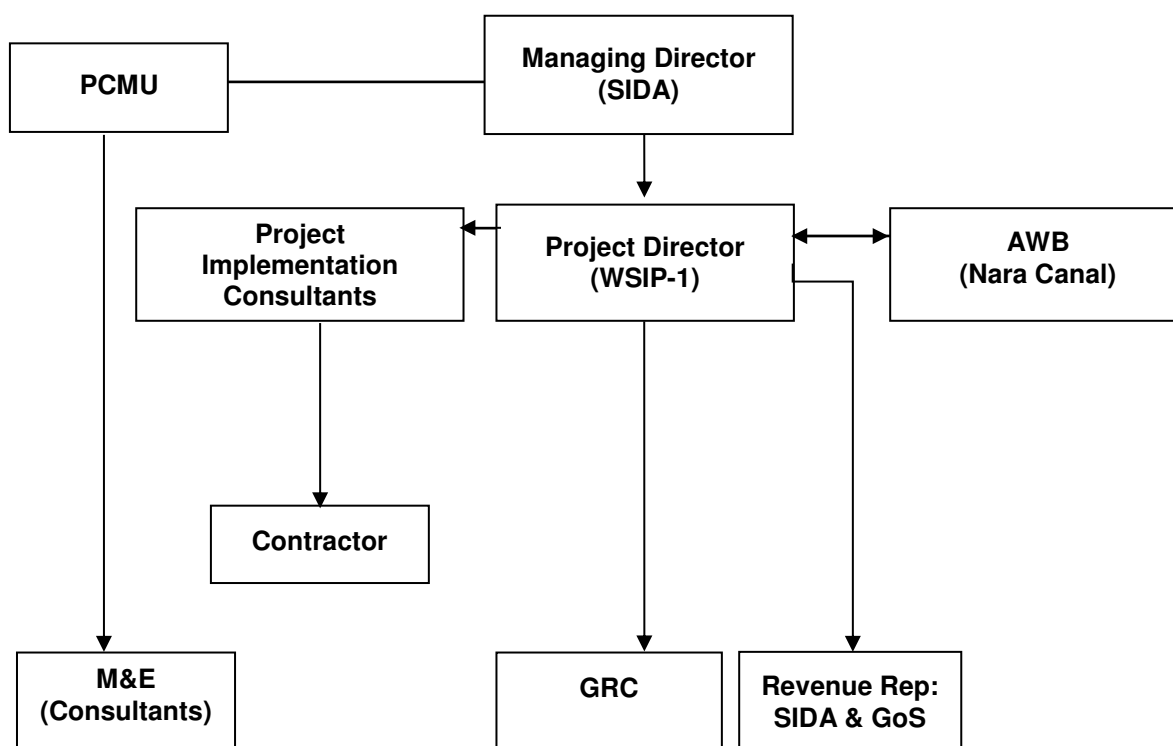 PCMU
Managing Director
(SIDA)
Project
Implementation
Consultants
Project Director
(WSIP-1)
AWB
(Nara Canal)
Contractor
M&E
(Consultants)
GRC
Revenue Rep:
SIDA & GoS